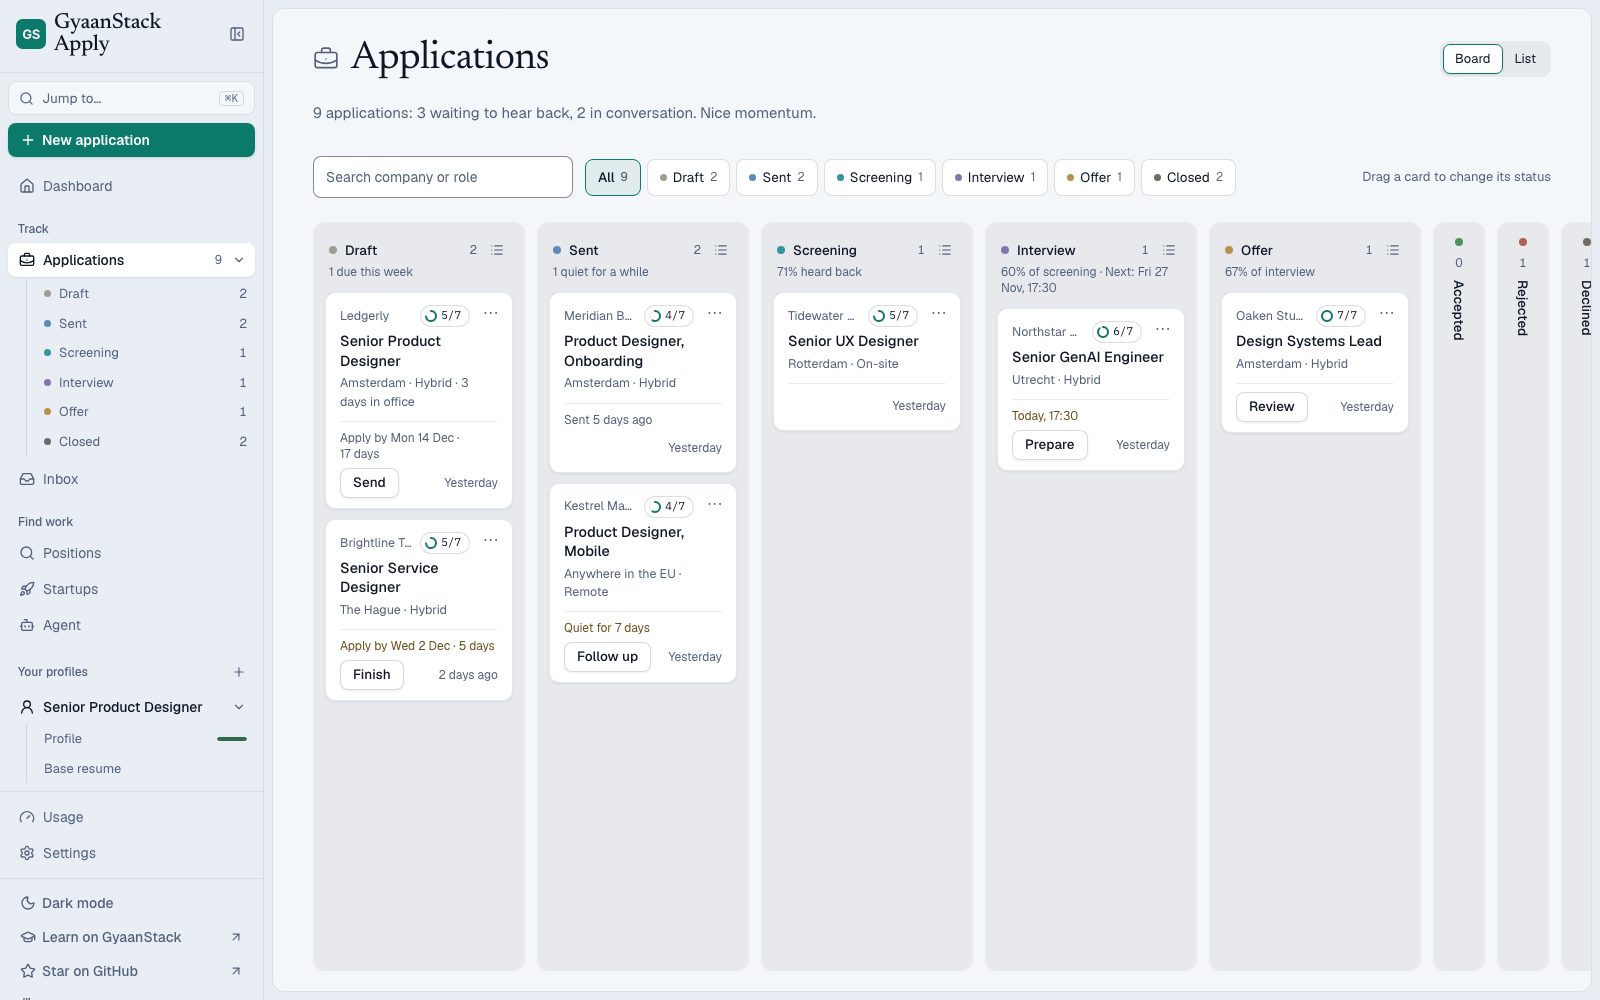 GS
GyaanStack
Apply
Jump to...
⌘K
New application
Dashboard
Track
Applications 9
Draft 2
Sent 2
Screening 1
Interview 1
Offer 1
Closed 2
Inbox
Find work
Positions
Startups
Agent
Your profiles
Senior Product Designer
Profile
Base resume
Usage
Settings
Dark mode
Learn on GyaanStack
Star on GitHub
Applications
Board List
9 applications: 3 waiting to hear back, 2 in conversation. Nice momentum.
Search company or role
All 9
Draft 2
Sent 2
Screening 1
Interview 1
Offer 1
Closed 2
Drag a card to change its status
Draft 2
1 due this week
Ledgerly 5/7
Senior Product
Designer
Amsterdam · Hybrid · 3
days in office
Apply by Mon 14 Dec ·
17 days
Send Yesterday
Brightline T... 5/7
Senior Service
Designer
The Hague · Hybrid
Apply by Wed 2 Dec · 5 days
Finish 2 days ago
Sent 2
1 quiet for a while
Meridian B... 4/7
Product Designer,
Onboarding
Amsterdam · Hybrid
Sent 5 days ago
Yesterday
Kestrel Ma... 4/7
Product Designer,
Mobile
Anywhere in the EU ·
Remote
Quiet for 7 days
Follow up Yesterday
Screening 1
71% heard back
Tidewater ... 5/7
Senior UX Designer
Rotterdam · On-site
Yesterday
Interview 1
60% of screening · Next: Fri 27
Nov, 17:30
Northstar ... 6/7
Senior GenAI Engineer
Utrecht · Hybrid
Today, 17:30
Prepare Yesterday
Offer 1
67% of interview
Oaken Stu... 7/7
Design Systems Lead
Amsterdam · Hybrid
Review Yesterday
0
Accepted
1
Rejected
1
Declined